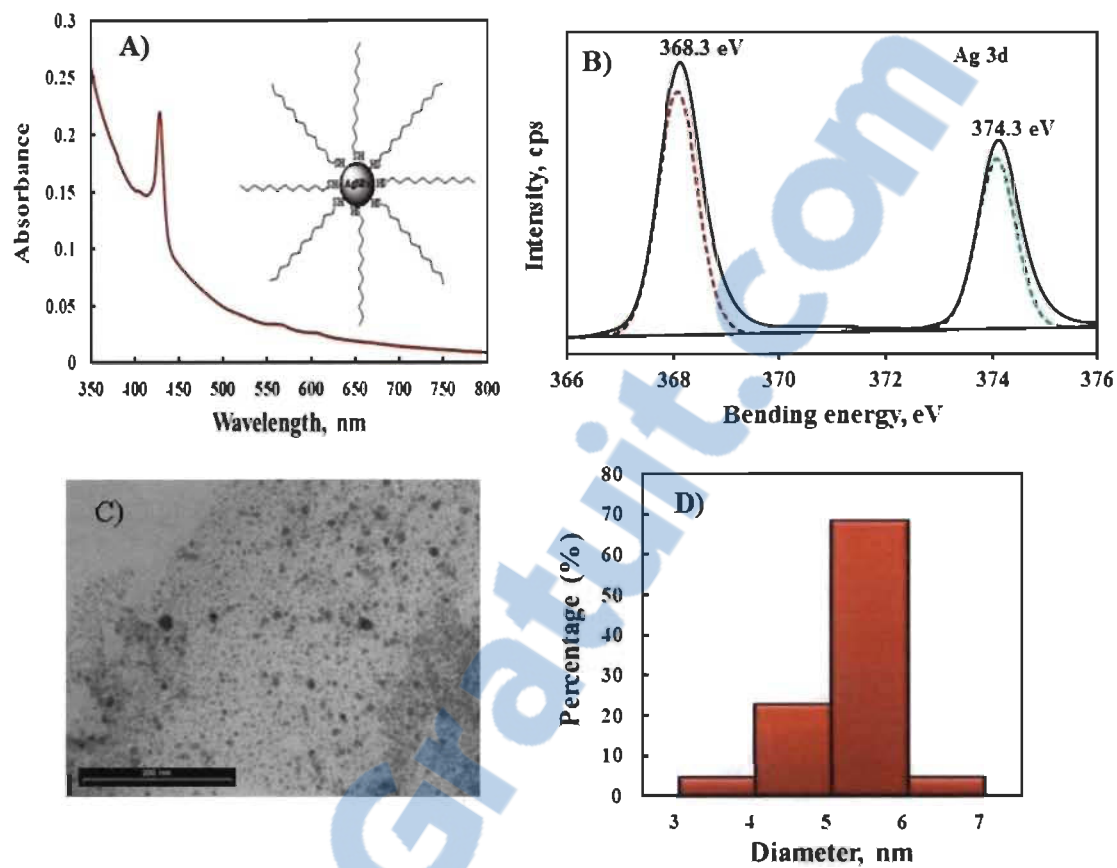 A)
0.3
0.25
0.2
0.15
0.1
0.05
0
Absorbance
350 400 450 500 550 600 650 700 750 800
Wavelength, nm
B)
368.3 eV
Ag 3d
374.3 eV
Intensity, cps
366 368 370 372 374 376
Bending energy, eV
C)
200 nm
D)
80
70
60
50
40
30
20
10
0
Percentage (%)
3 4 5 6 7
Diameter, nm
Gratuit.com